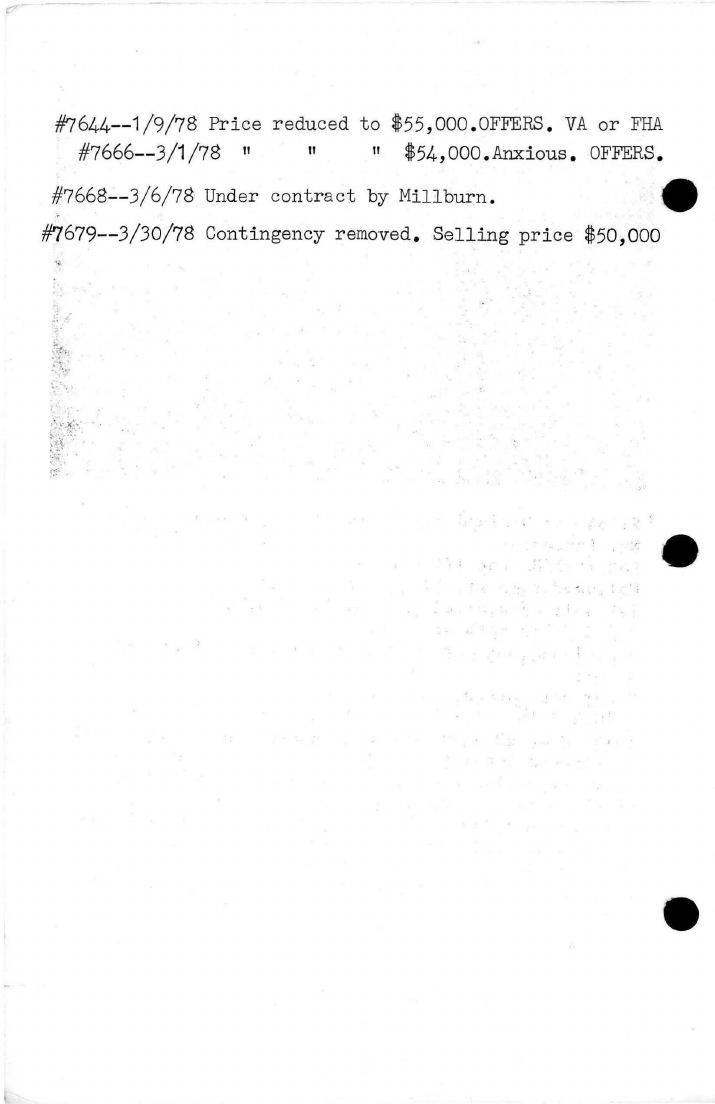 #7644--1/9/78 Price reduced to $55,000.OFFERS. VA or FHA
#7666--3/1/78 " " " $54,000.Anxious. OFFERS.
#7668--3/6/78 Under contract by Millburn.
#7679--3/30/78 Contingency removed. Selling price $50,000